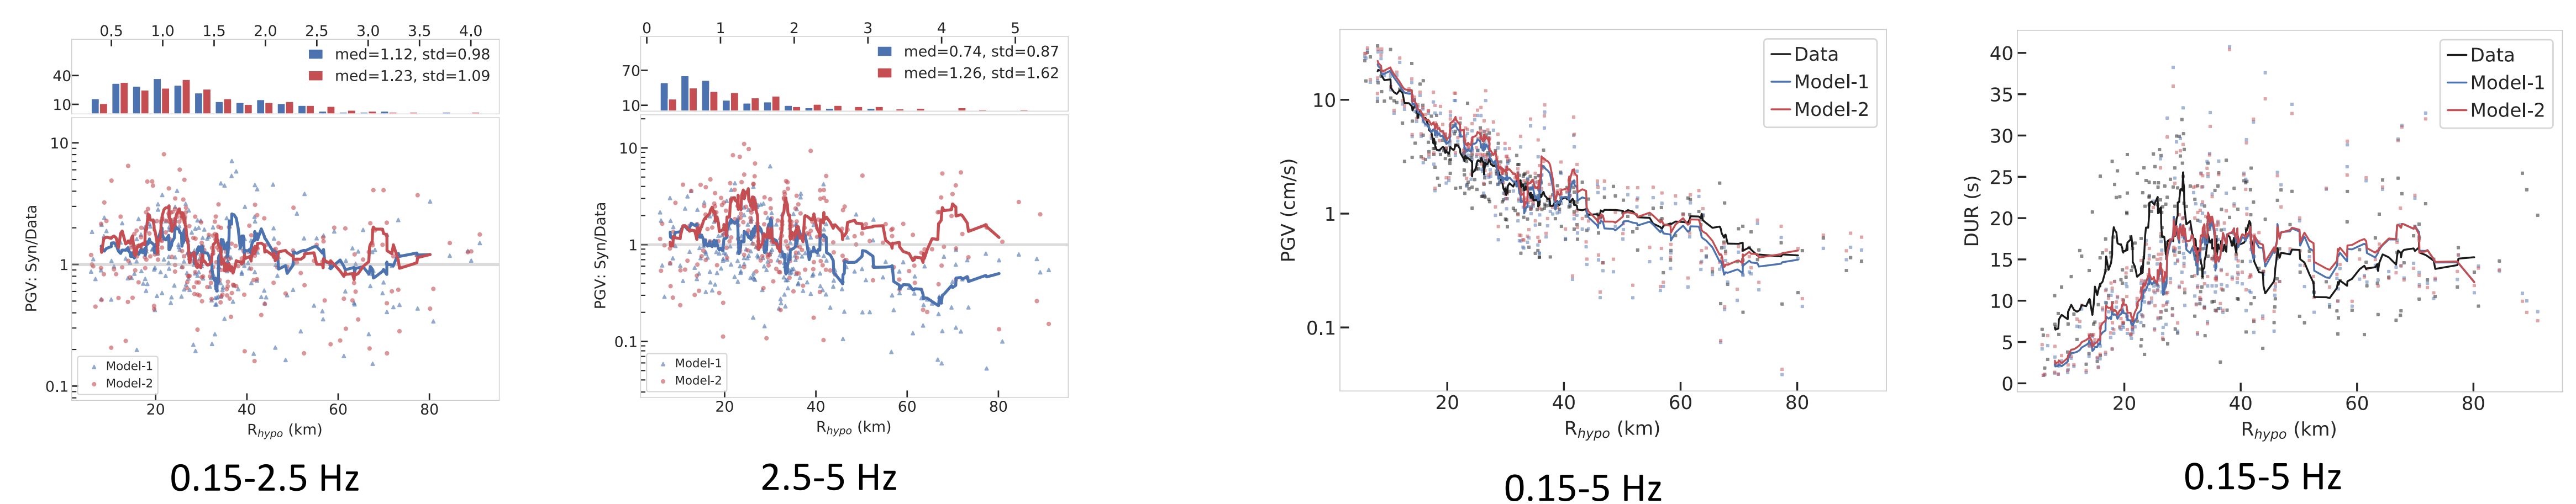 0.5 1.0 1.5 2.0 2.5 3.0 3.5 4.0
med=1.12, std=0.98
med=1.23, std=1.09
40
10
10
1
0.1
PGV: Syn/Data
Model-1
Model-2
20 40 60 80
Rhypo (km)
0.15-2.5 Hz
0 1 2 3 4 5
med=0.74, std=0.87
med=1.26, std=1.62
70
10
10
1
0.1
PGV: Syn/Data
Model-1
Model-2
20 40 60 80
Rhypo (km)
2.5-5 Hz
Data
Model-1
Model-2
10
1
0.1
PGV (cm/s)
20 40 60 80
Rhypo (km)
0.15-5 Hz
Data
Model-1
Model-2
40
35
30
25
20
15
10
5
0
DUR (s)
20 40 60 80
Rhypo (km)
0.15-5 Hz